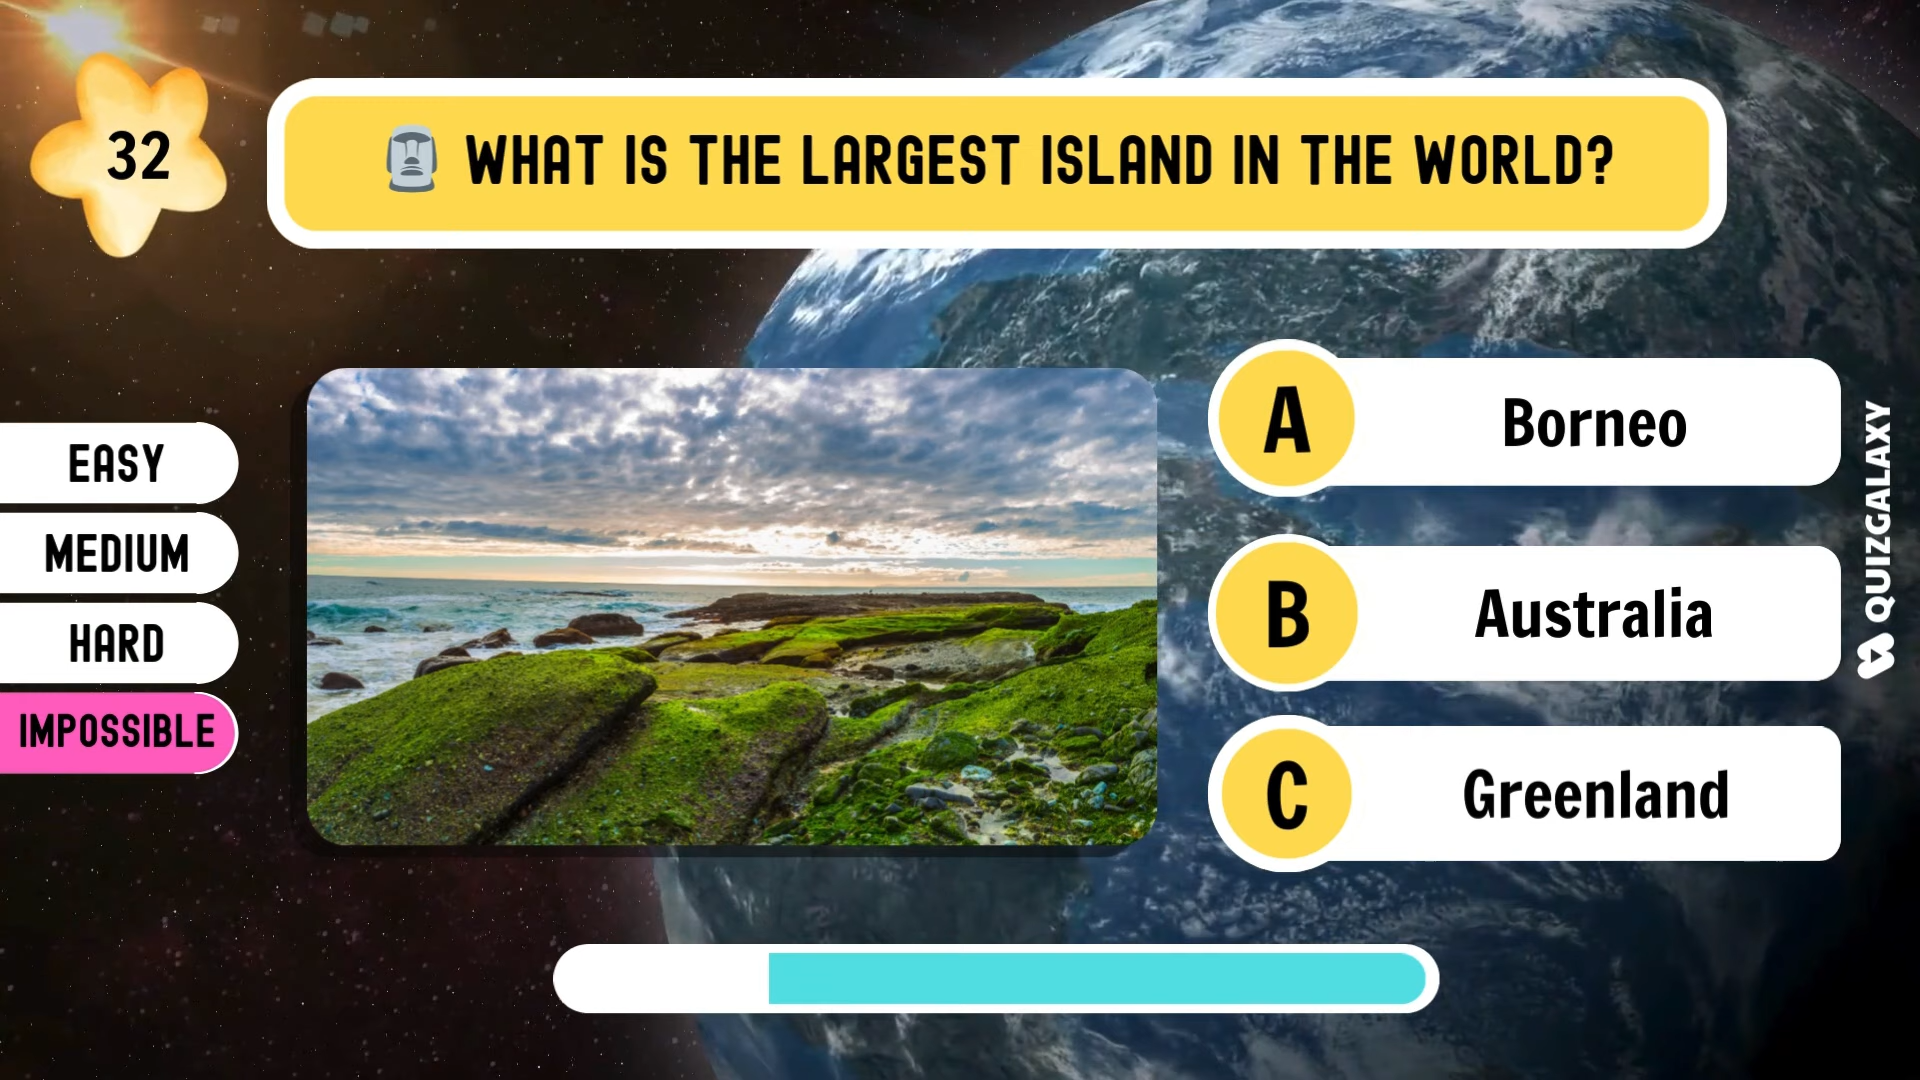 32
WHAT IS THE LARGEST ISLAND IN THE WORLD?
EASY
MEDIUM
HARD
IMPOSSIBLE
A Borneo
B Australia
C Greenland
QUIZGALAXY